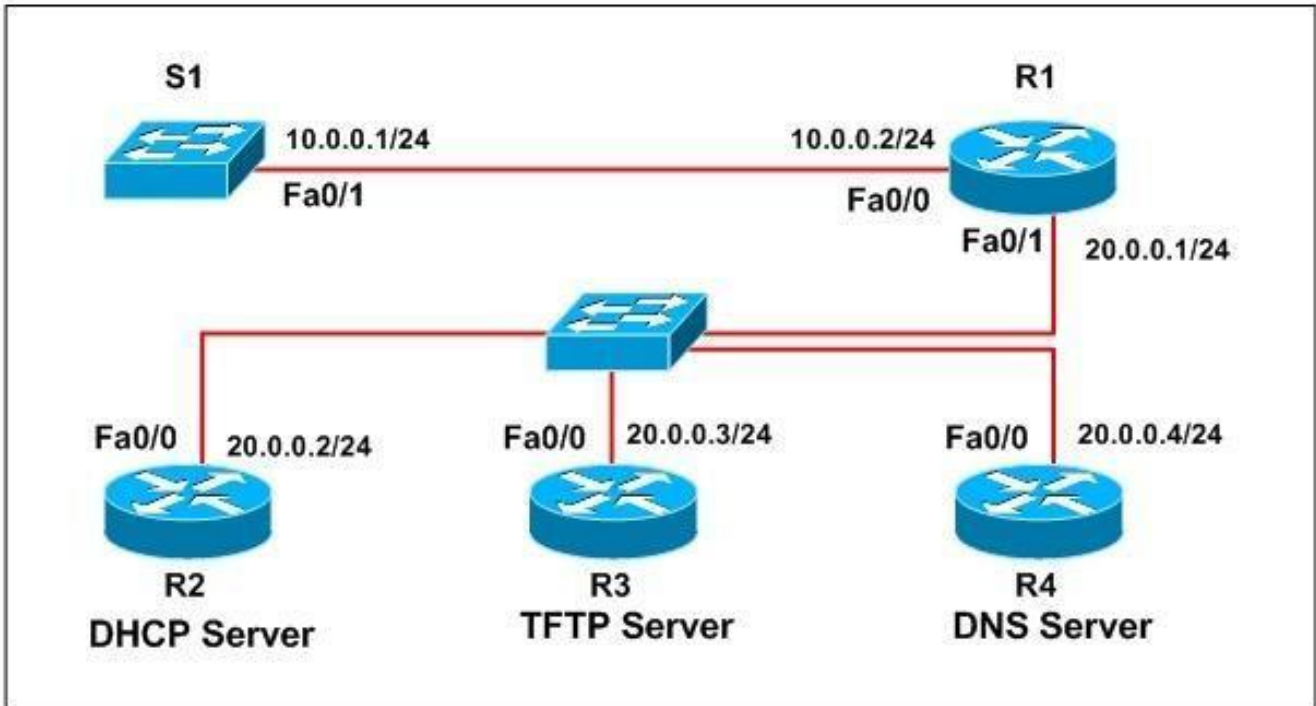 S1
R1
10.0.0.1/24
10.0.0.2/24
Fa0/1
Fa0/0
Fa0/1
20.0.0.1/24
Fa0/0
20.0.0.2/24
Fa0/0
20.0.0.3/24
Fa0/0
20.0.0.4/24
R2
DHCP Server
R3
TFTP Server
R4
DNS Server